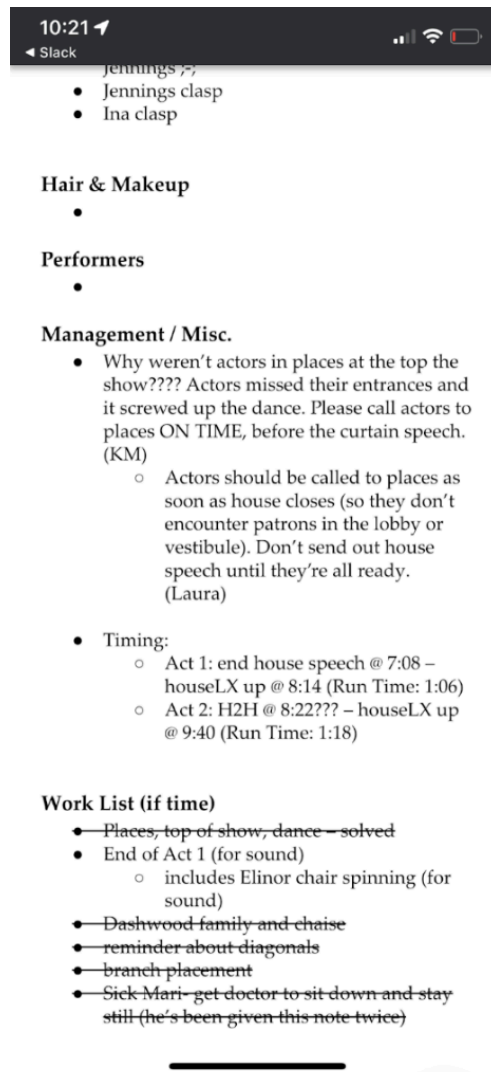 10:21
◀ Slack
Jennings ;-;
• Jennings clasp
• Ina clasp
Hair & Makeup
•
Performers
•
Management / Misc.
• Why weren't actors in places at the top the
show???? Actors missed their entrances and
it screwed up the dance. Please call actors to
places ON TIME, before the curtain speech.
(KM)
○ Actors should be called to places as
soon as house closes (so they don't
encounter patrons in the lobby or
vestibule). Don't send out house
speech until they're all ready.
(Laura)
• Timing:
○ Act 1: end house speech @ 7:08 –
houseLX up @ 8:14 (Run Time: 1:06)
○ Act 2: H2H @ 8:22??? – houseLX up
@ 9:40 (Run Time: 1:18)
Work List (if time)
• Places, top of show, dance – solved
• End of Act 1 (for sound)
○ includes Elinor chair spinning (for
sound)
• Dashwood family and chaise
• reminder about diagonals
• branch placement
• Sick Mari- get doctor to sit down and stay
still (he's been given this note twice)